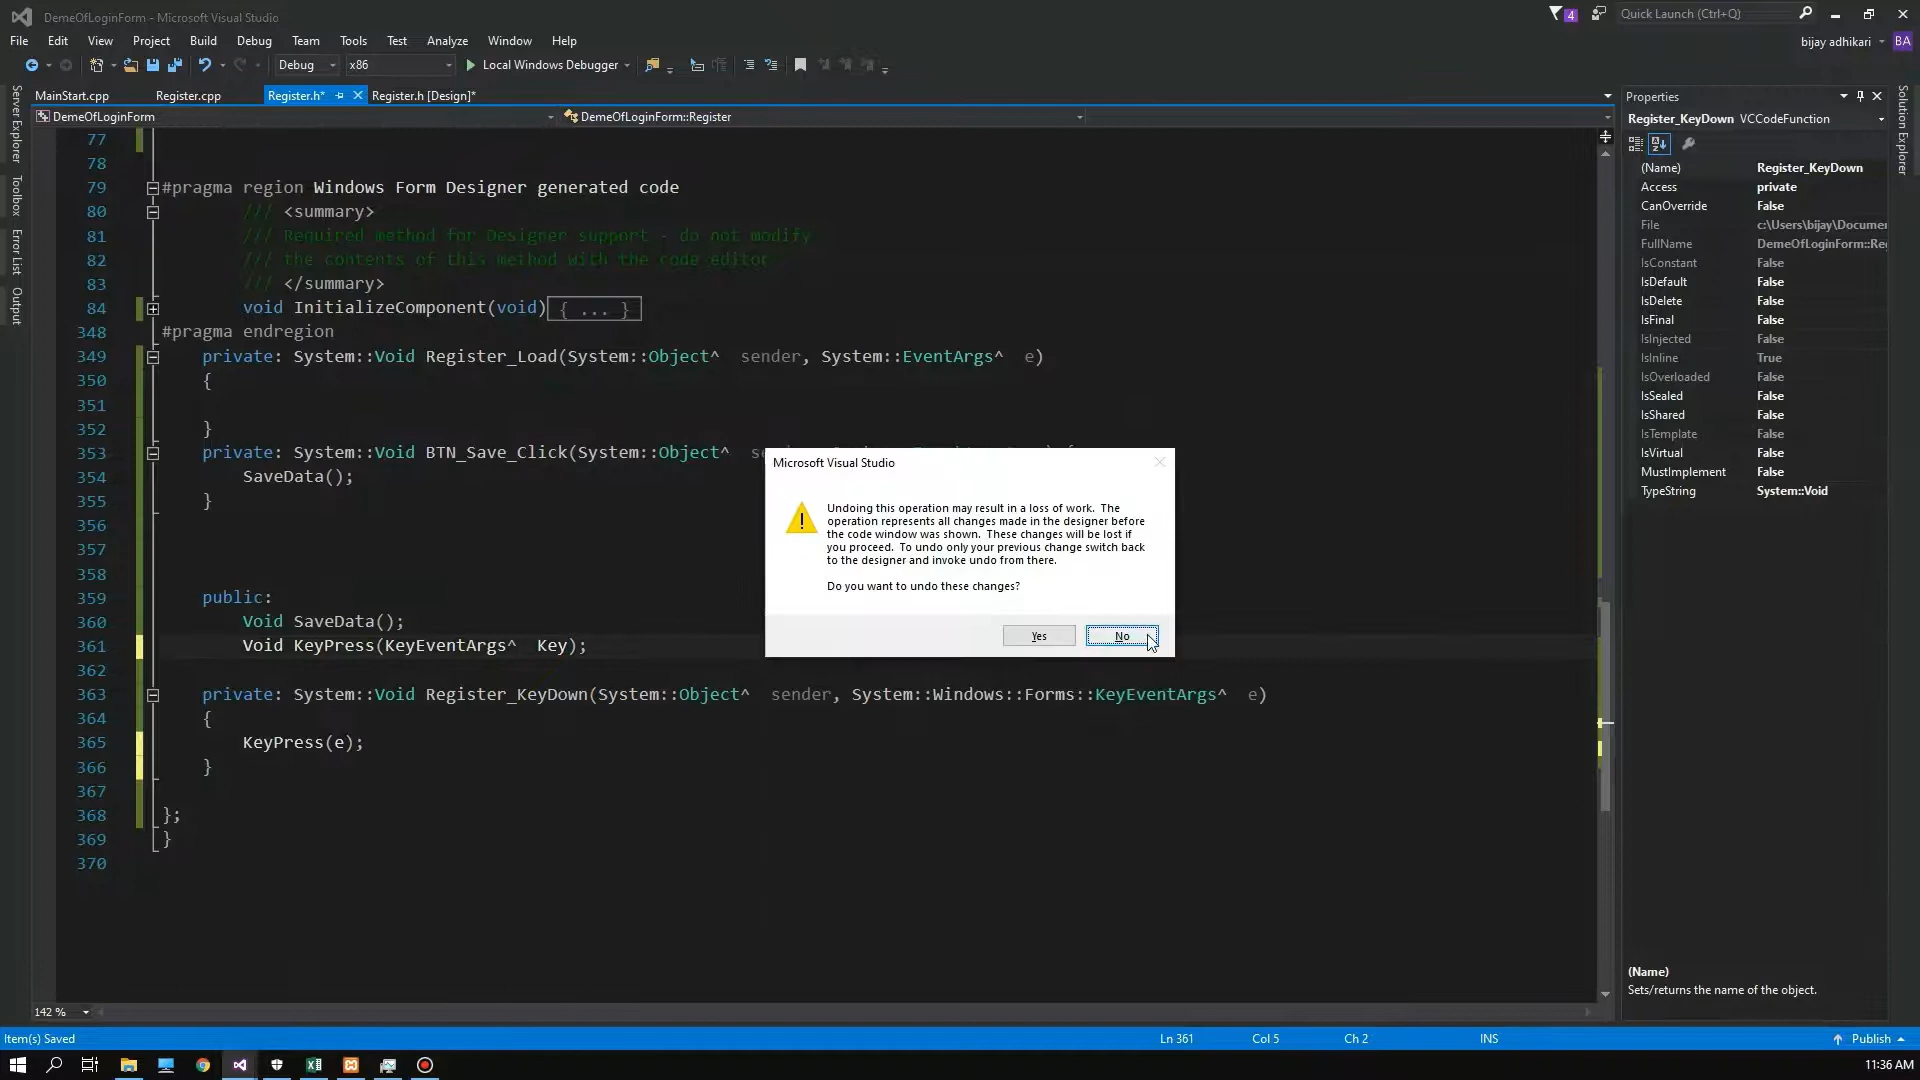 DemeOfLoginForm - Microsoft Visual Studio
4
Quick Launch (Ctrl+Q)
File Edit View Project Build Debug Team Tools Test Analyze Window Help
bijay adhikari
BA
Debug x86 Local Windows Debugger
Server Explorer
Toolbox
Error List
Output
MainStart.cpp Register.cpp Register.h* Register.h [Design]*
DemeOfLoginForm DemeOfLoginForm::Register
77
78
79 #pragma region Windows Form Designer generated code
80 /// <summary>
81 /// Required method for Designer support - do not modify
82 /// the contents of this method with the code editor
83 /// </summary>
84 void InitializeComponent(void){ ... }
348 #pragma endregion
349 private: System::Void Register_Load(System::Object^ sender, System::EventArgs^ e)
350 {
351
352 }
353 private: System::Void BTN_Save_Click(System::Object^ se
354 SaveData();
355 }
356
357
358
359 public:
360 Void SaveData();
361 Void KeyPress(KeyEventArgs^ Key);
362
363 private: System::Void Register_KeyDown(System::Object^ sender, System::Windows::Forms::KeyEventArgs^ e)
364 {
365 KeyPress(e);
366 }
367
368 };
369 }
370
Microsoft Visual Studio
Undoing this operation may result in a loss of work. The
operation represents all changes made in the designer before
the code window was shown. These changes will be lost if
you proceed. To undo only your previous change switch back
to the designer and invoke undo from there.
Do you want to undo these changes?
Yes No
Properties
Register_KeyDown VCCodeFunction
(Name) Register_KeyDown
Access private
CanOverride False
File c:\Users\bijay\Documen
FullName DemeOfLoginForm::Reg
IsConstant False
IsDefault False
IsDelete False
IsFinal False
IsInjected False
IsInline True
IsOverloaded False
IsSealed False
IsShared False
IsTemplate False
IsVirtual False
MustImplement False
TypeString System::Void
(Name)
Sets/returns the name of the object.
Solution Explorer
142 %
Item(s) Saved Ln 361 Col 5 Ch 2 INS Publish
11:36 AM